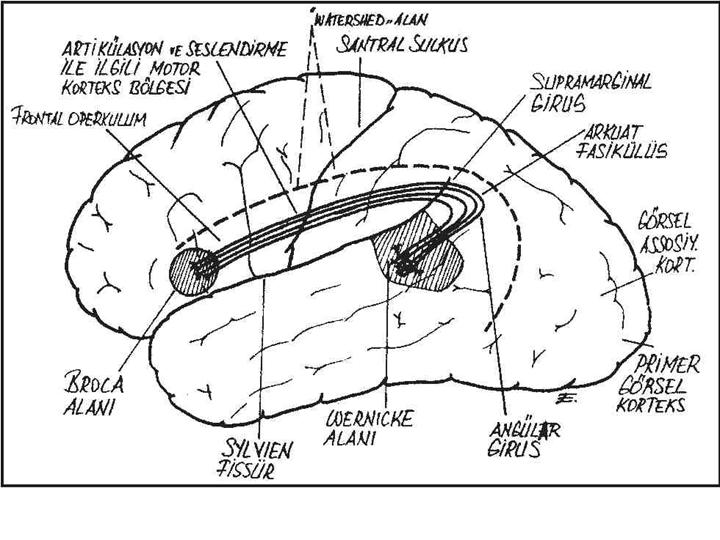 "WATERSHED" ALAN
ARTİKÜLASYON VE SESLENDİRME
İLE İLGİLİ MOTOR
KORTEKS BÖLGESİ
SANTRAL SULKUS
FRONTAL OPERKULUM
SUPRAMARGİNAL
GİRUS
ARKUAT
FASİKÜLÜS
GÖRSEL
ASSOSİY.
KORT.
PRİMER
GÖRSEL
KORTEKS
BROCA
ALANI
SYLVIEN
FİSSÜR
WERNICKE
ALANI
ANGÜLAR
GİRUS